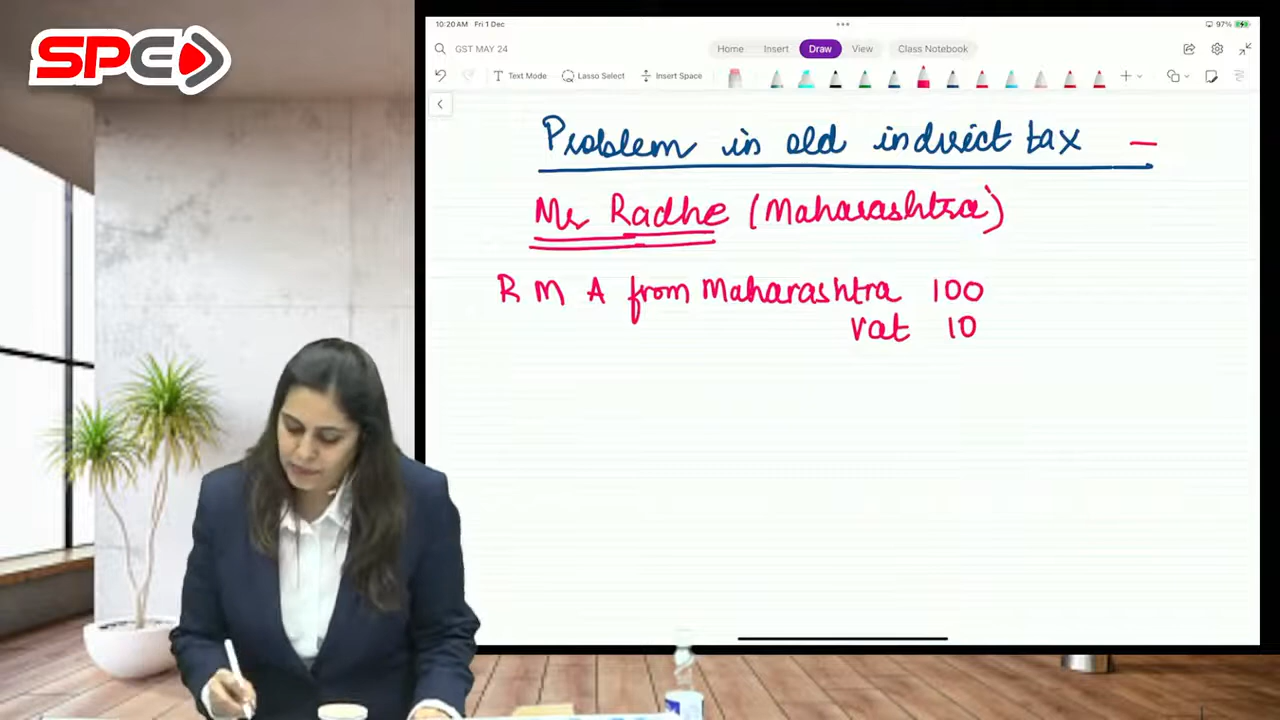 SPED
10:20 AM Fri 1 Dec
97%
GST MAY 24
Home Insert Draw View Class Notebook
Text Mode Lasso Select Insert Space
Problem in old indirect tax -
Mr Radhe (Maharashtra)
R M A from Maharashtra 100
vat 10